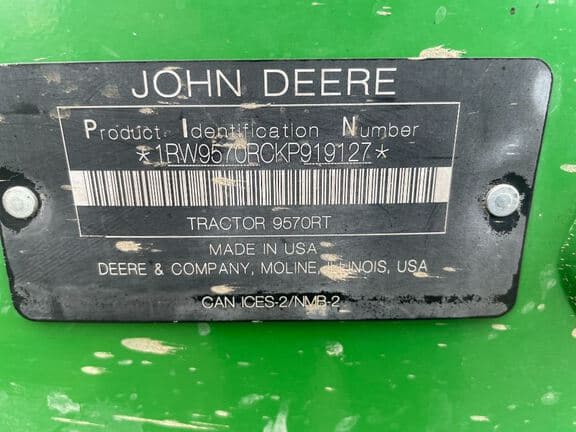 JOHN DEERE
Product Identification Number
*1RW9570RCKP919127*
TRACTOR 9570RT
MADE IN USA
DEERE & COMPANY, MOLINE, ILLINOIS, USA
CAN ICES-2/NMB-2